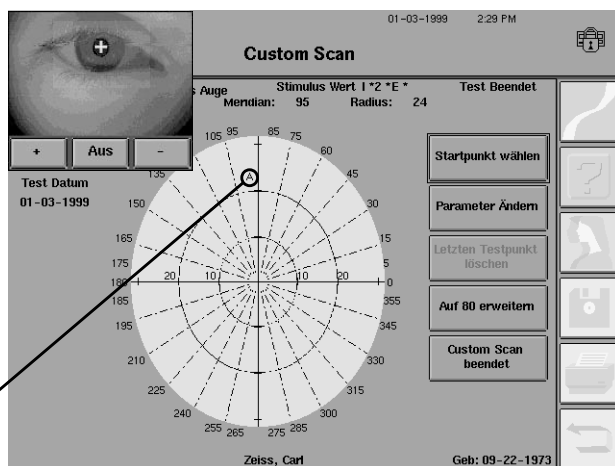 01-03-1999 2:29 PM
Custom Scan
s Auge Stimulus Wert I *2 *E * Test Beendet
Meridian: 95 Radius: 24
+ Aus -
Test Datum
01-03-1999
105 95 85 75
60
135 45
150 30
165 15
175 5
180 20 10 10 20 0
185 355
195 345
210 330
225 315
240 300
255 265 275 285
A
Startpunkt wählen
Parameter Ändern
Letzten Testpunkt
löschen
Auf 80 erweitern
Custom Scan
beendet
Zeiss, Carl Geb: 09-22-1973